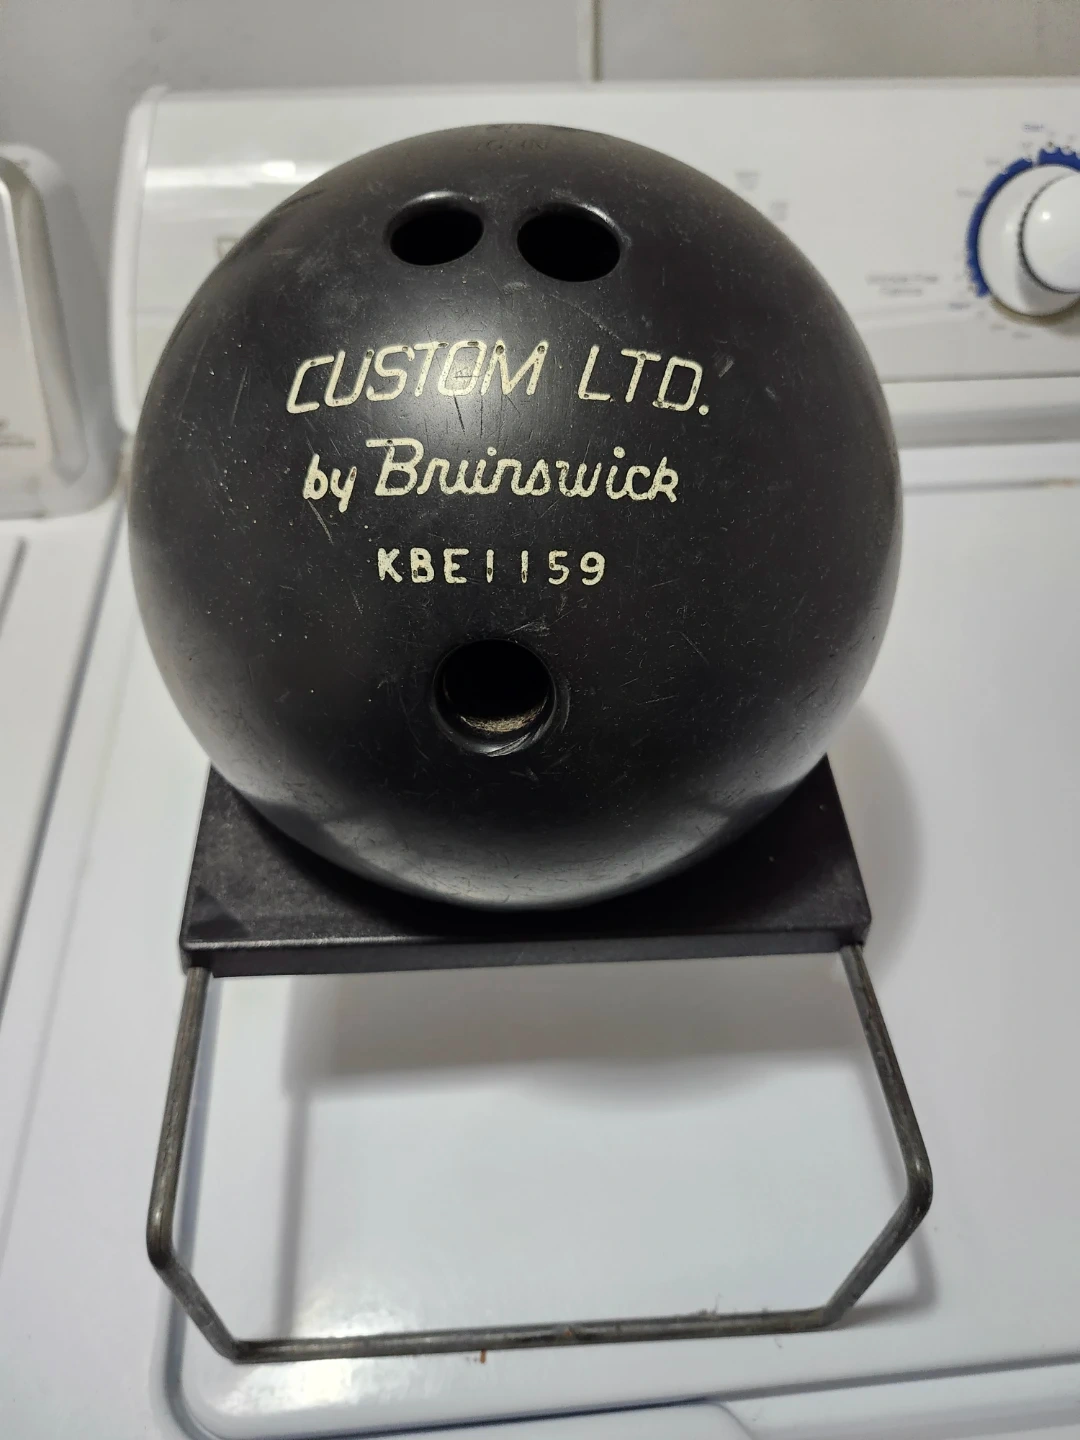 CUSTOM LTD.
by Brunswick
KBE1159